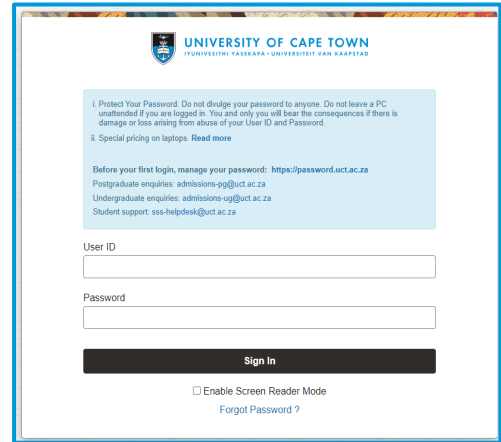 UNIVERSITY OF CAPE TOWN
IYUNIVESITHI YASEKAPA • UNIVERSITEIT VAN KAAPSTAD
i. Protect Your Password. Do not divulge your password to anyone. Do not leave a PC
unattended if you are logged in. You and only you will bear the consequences if there is
damage or loss arising from abuse of your User ID and Password.
ii. Special pricing on laptops. Read more
Before your first login, manage your password: https://password.uct.ac.za
Postgraduate enquiries: admissions-pg@uct.ac.za
Undergraduate enquiries: admissions-ug@uct.ac.za
Student support: sss-helpdesk@uct.ac.za
User ID
Password
Sign In
Enable Screen Reader Mode
Forgot Password ?